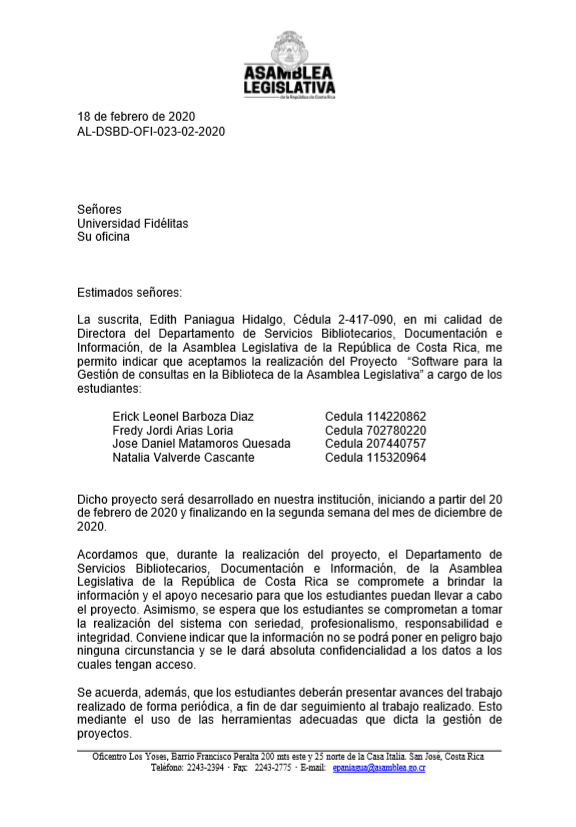 ASAMBLEA
LEGISLATIVA
de la República de Costa Rica
18 de febrero de 2020
AL-DSBD-OFI-023-02-2020
Señores
Universidad Fidélitas
Su oficina
Estimados señores:
La suscrita, Edith Paniagua Hidalgo, Cédula 2-417-090, en mi calidad de
Directora del Departamento de Servicios Bibliotecarios, Documentación e
Información, de la Asamblea Legislativa de la República de Costa Rica, me
permito indicar que aceptamos la realización del Proyecto “Software para la
Gestión de consultas en la Biblioteca de la Asamblea Legislativa” a cargo de los
estudiantes:
Erick Leonel Barboza Diaz Cedula 114220862
Fredy Jordi Arias Loria Cedula 702780220
Jose Daniel Matamoros Quesada Cedula 207440757
Natalia Valverde Cascante Cedula 115320964
Dicho proyecto será desarrollado en nuestra institución, iniciando a partir del 20
de febrero de 2020 y finalizando en la segunda semana del mes de diciembre de
2020.
Acordamos que, durante la realización del proyecto, el Departamento de
Servicios Bibliotecarios, Documentación e Información, de la Asamblea
Legislativa de la República de Costa Rica se compromete a brindar la
información y el apoyo necesario para que los estudiantes puedan llevar a cabo
el proyecto. Asimismo, se espera que los estudiantes se comprometan a tomar
la realización del sistema con seriedad, profesionalismo, responsabilidad e
integridad. Conviene indicar que la información no se podrá poner en peligro bajo
ninguna circunstancia y se le dará absoluta confidencialidad a los datos a los
cuales tengan acceso.
Se acuerda, además, que los estudiantes deberán presentar avances del trabajo
realizado de forma periódica, a fin de dar seguimiento al trabajo realizado. Esto
mediante el uso de las herramientas adecuadas que dicta la gestión de
proyectos.
Oficentro Los Yoses, Barrio Francisco Peralta 200 mts este y 25 norte de la Casa Italia. San José, Costa Rica
Teléfono: 2243-2394 · Fax: 2243-2775 · E-mail: epaniagua@asamblea.go.cr